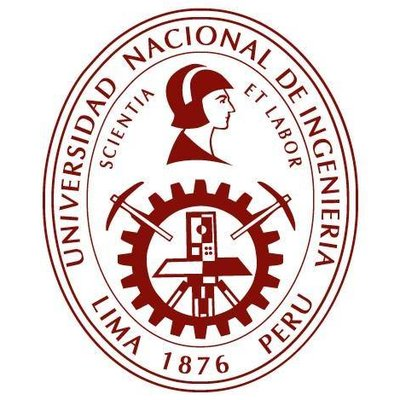 UNIVERSIDAD NACIONAL DE INGENIERIA
SCIENTIA ET LABOR
LIMA 1876 PERU